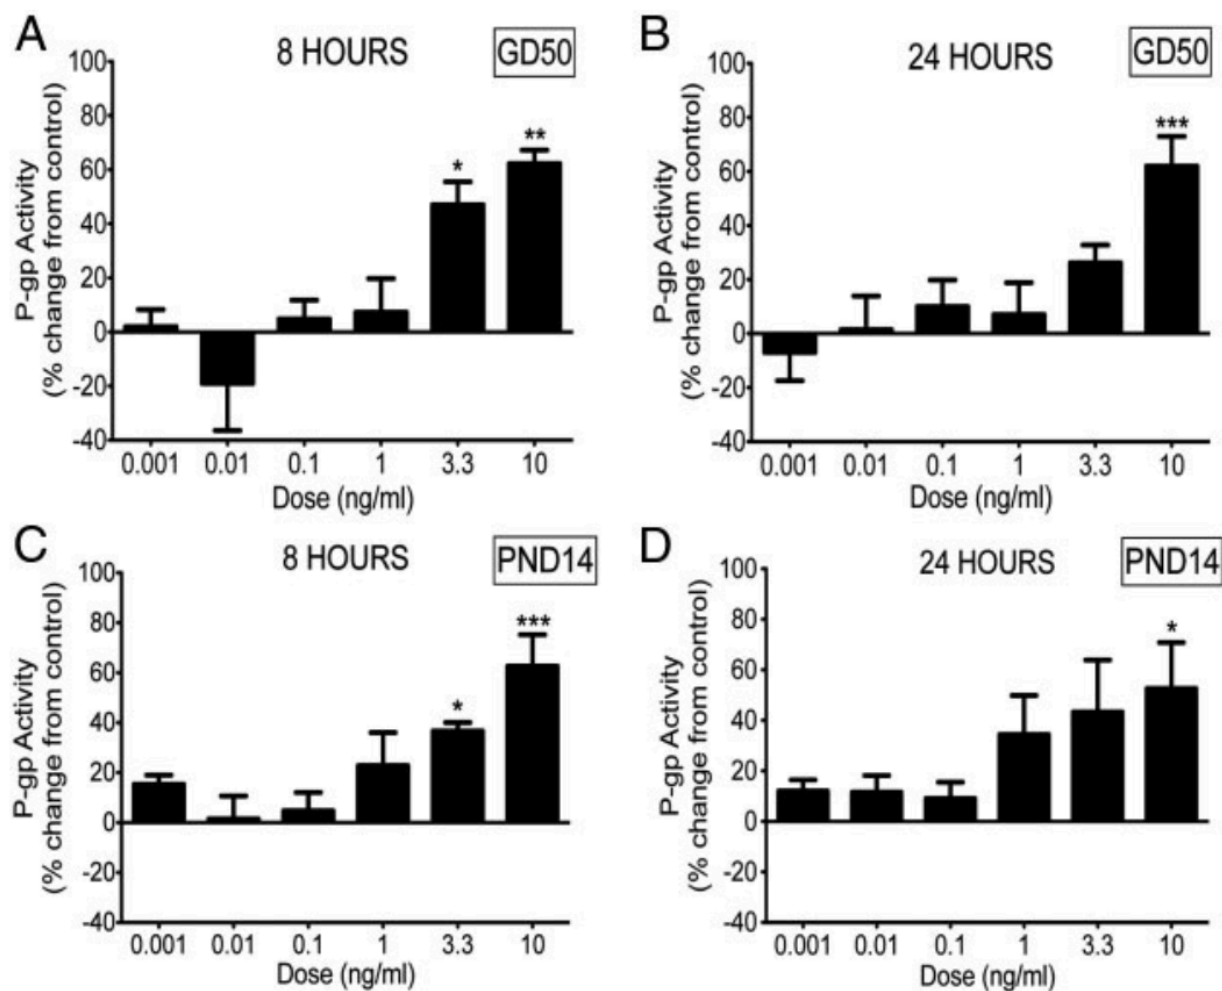 A
8 HOURS
GD50
P-gp Activity
(% change from control)
100
80
60
40
20
0
-20
-40
*
**
0.001 0.01 0.1 1 3.3 10
Dose (ng/ml)
B
24 HOURS
GD50
P-gp Activity
(% change from control)
100
80
60
40
20
0
-20
-40
***
0.001 0.01 0.1 1 3.3 10
Dose (ng/ml)
C
8 HOURS
PND14
P-gp Activity
(% change from control)
100
80
60
40
20
0
-20
-40
*
***
0.001 0.01 0.1 1 3.3 10
Dose (ng/ml)
D
24 HOURS
PND14
P-gp Activity
(% change from control)
100
80
60
40
20
0
-20
-40
*
0.001 0.01 0.1 1 3.3 10
Dose (ng/ml)